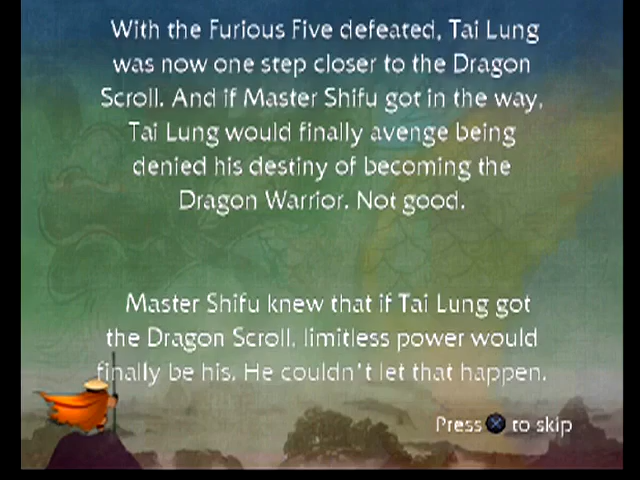 With the Furious Five defeated, Tai Lung
was now one step closer to the Dragon
Scroll. And if Master Shifu got in the way,
Tai Lung would finally avenge being
denied his destiny of becoming the
Dragon Warrior. Not good.
Master Shifu knew that if Tai Lung got
the Dragon Scroll, limitless power would
finally be his. He couldn't let that happen.
Press to skip